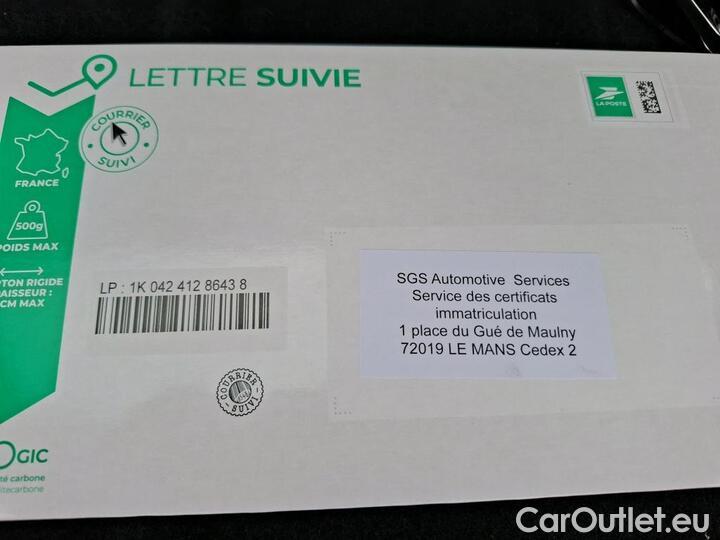 LETTRE SUIVIE
LA POSTE
COURRIER
SUIVI
FRANCE
500g
POIDS MAX
TON RIGIDE
AISSEUR :
CM MAX
LP : 1K 042 412 8643 8
SGS Automotive Services
Service des certificats
immatriculation
1 place du Gué de Maulny
72019 LE MANS Cedex 2
COURRIER
SUIVI
OGIC
té carbone
itecarbone
CarOutlet.eu